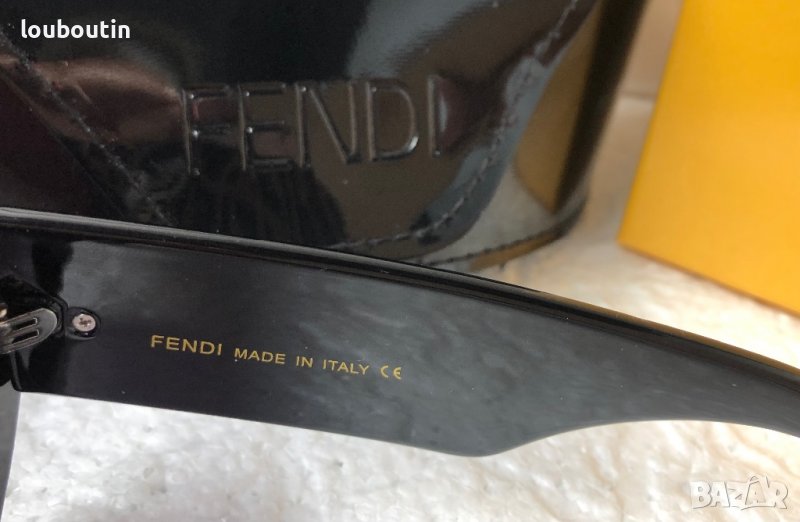 louboutin
FENDI
FENDI MADE IN ITALY CE
BAZAR